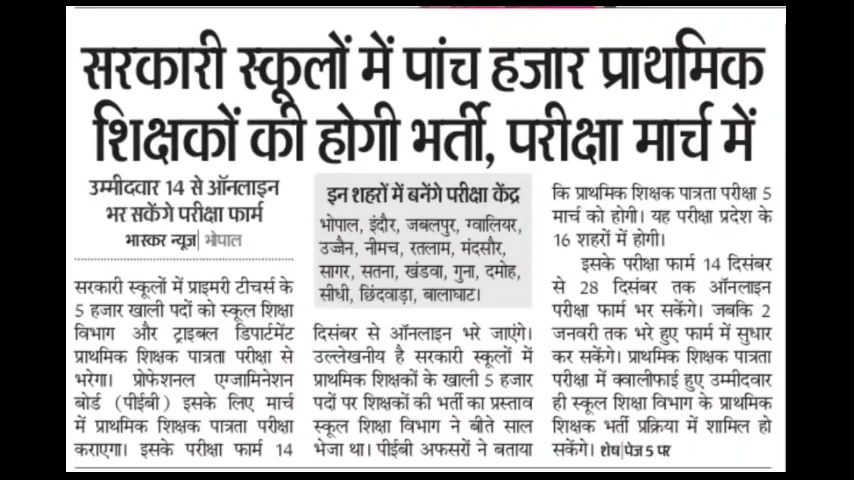 सरकारी स्कूलों में पांच हजार प्राथमिक
शिक्षकों की होगी भर्ती, परीक्षा मार्च में
उम्मीदवार 14 से ऑनलाइन
भर सकेंगे परीक्षा फार्म
भास्कर न्यूज| भोपाल
सरकारी स्कूलों में प्राइमरी टीचर्स के
5 हजार खाली पदों को स्कूल शिक्षा
विभाग और ट्राइबल डिपार्टमेंट
प्राथमिक शिक्षक पात्रता परीक्षा से
भरेगा। प्रोफेशनल एग्जामिनेशन
बोर्ड (पीईबी) इसके लिए मार्च
में प्राथमिक शिक्षक पात्रता परीक्षा
कराएगा। इसके परीक्षा फार्म 14
इन शहरों में बनेंगे परीक्षा केंद्र
भोपाल, इंदौर, जबलपुर, ग्वालियर,
उज्जैन, नीमच, रतलाम, मंदसौर,
सागर, सतना, खंडवा, गुना, दमोह,
सीधी, छिंदवाड़ा, बालाघाट।
दिसंबर से ऑनलाइन भरे जाएंगे।
उल्लेखनीय है सरकारी स्कूलों में
प्राथमिक शिक्षकों के खाली 5 हजार
पदों पर शिक्षकों की भर्ती का प्रस्ताव
स्कूल शिक्षा विभाग ने बीते साल
भेजा था। पीईबी अफसरों ने बताया
कि प्राथमिक शिक्षक पात्रता परीक्षा 5
मार्च को होगी। यह परीक्षा प्रदेश के
16 शहरों में होगी।
इसके परीक्षा फार्म 14 दिसंबर
से 28 दिसंबर तक ऑनलाइन
परीक्षा फार्म भर सकेंगे। जबकि 2
जनवरी तक भरे हुए फार्म में सुधार
कर सकेंगे। प्राथमिक शिक्षक पात्रता
परीक्षा में क्वालीफाई हुए उम्मीदवार
ही स्कूल शिक्षा विभाग के प्राथमिक
शिक्षक भर्ती प्रक्रिया में शामिल हो
सकेंगे। शेष|पेज 5 पर